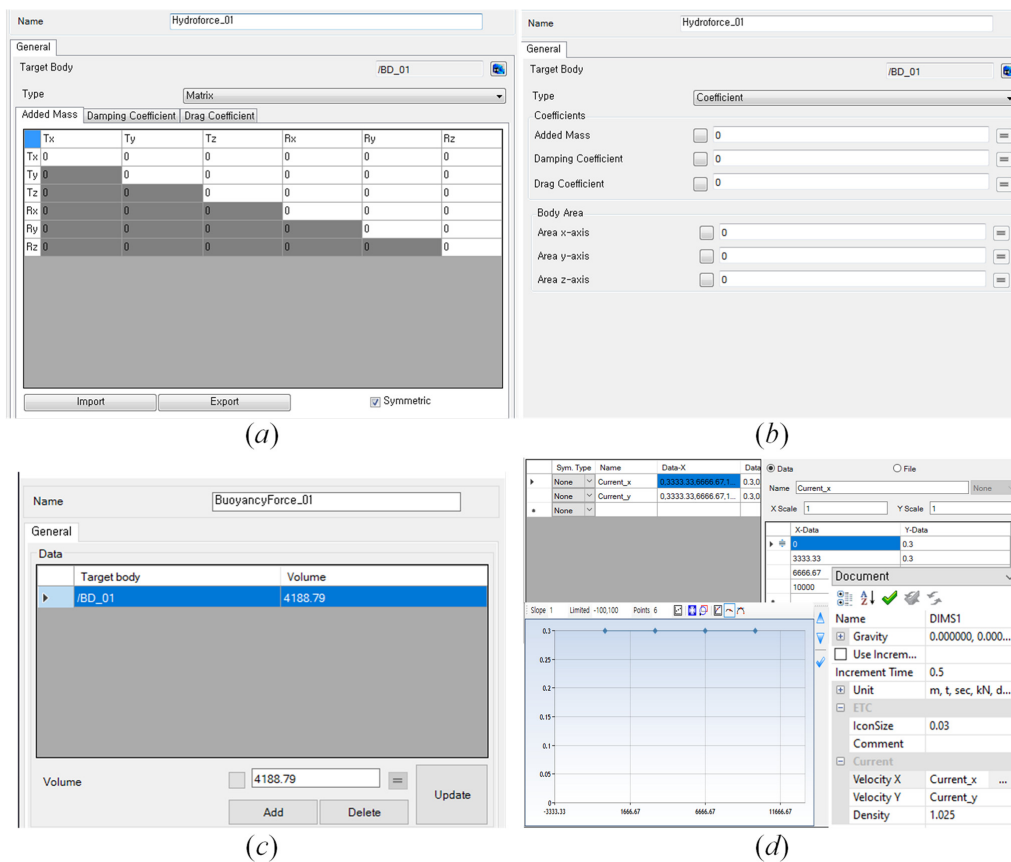 Name Hydroforce_01
General
Target Body /BD_01
Type Matrix
Added Mass Damping Coefficient Drag Coefficient
Tx Ty Tz Rx Ry Rz
Tx 0 0 0 0 0 0
Ty 0 0 0 0 0 0
Tz 0 0 0 0 0 0
Rx 0 0 0 0 0 0
Ry 0 0 0 0 0 0
Rz 0 0 0 0 0 0
Import Export Symmetric
(a)
Name Hydroforce_01
General
Target Body /BD_01
Type Coefficient
Coefficients
Added Mass 0
Damping Coefficient 0
Drag Coefficient 0
Body Area
Area x-axis 0
Area y-axis 0
Area z-axis 0
(b)
Name BuoyancyForce_01
General
Data
Target body Volume
/BD_01 4188.79
Volume 4188.79
Update
Add Delete
(c)
Sym. Type Name Data-X Data
None Current_x 0,3333.33,6666.67,1... 0.3,0
None Current_y 0,3333.33,6666.67,1... 0.3,0
None
Data File
Name Current_x None
X Scale 1 Y Scale 1
X-Data Y-Data
0 0.3
3333.33 0.3
6666.67
10000
Slope 1 Limited -100,100 Points 6
0.3
0.25
0.2
0.15
0.1
0.05
0
-3333.33 1666.67 6666.67 11666.67
Document
Name DIMS1
Gravity 0.000000, 0.000...
Use Increm...
Increment Time 0.5
Unit m, t, sec, kN, d...
ETC
IconSize 0.03
Comment
Current
Velocity X Current_x ...
Velocity Y Current_y
Density 1.025
(d)